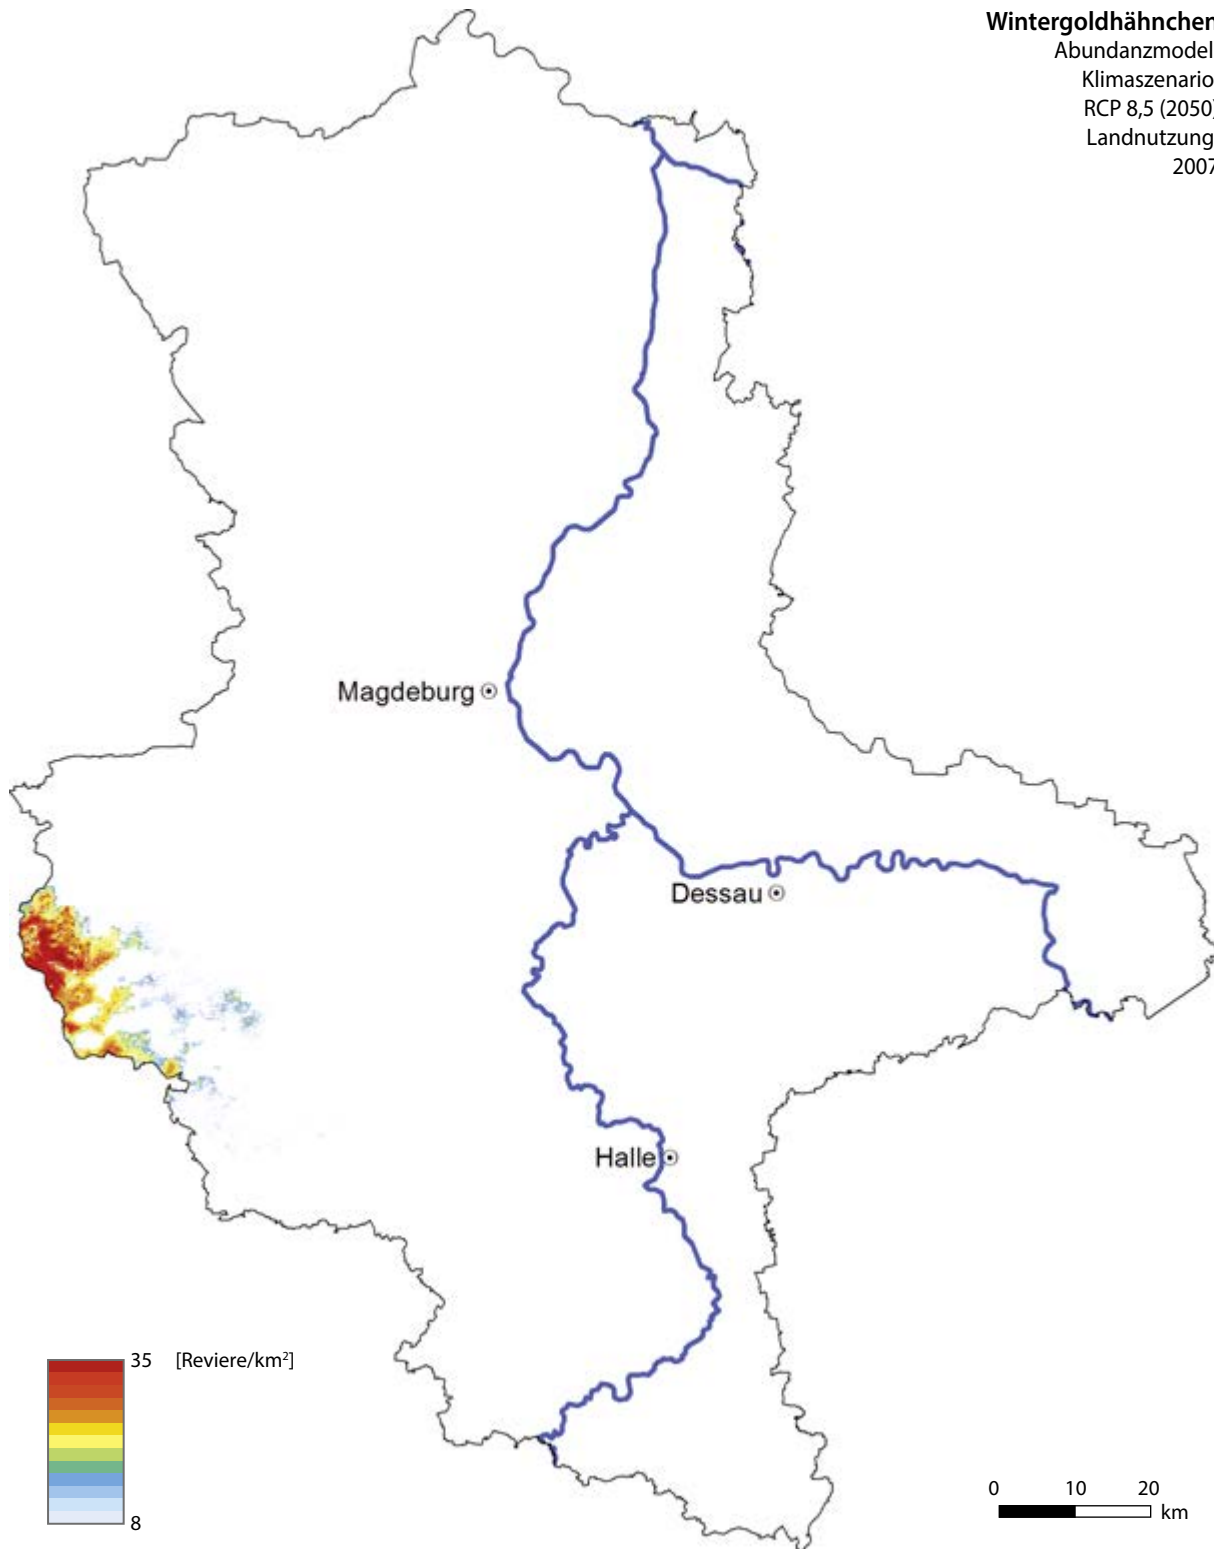 Wintergoldhähnchen
Abundanzmodell
Klimaszenario
RCP 8,5 (2050)
Landnutzung
2007
Magdeburg
Dessau
Halle
35 [Reviere/km²]
8
0 10 20
km